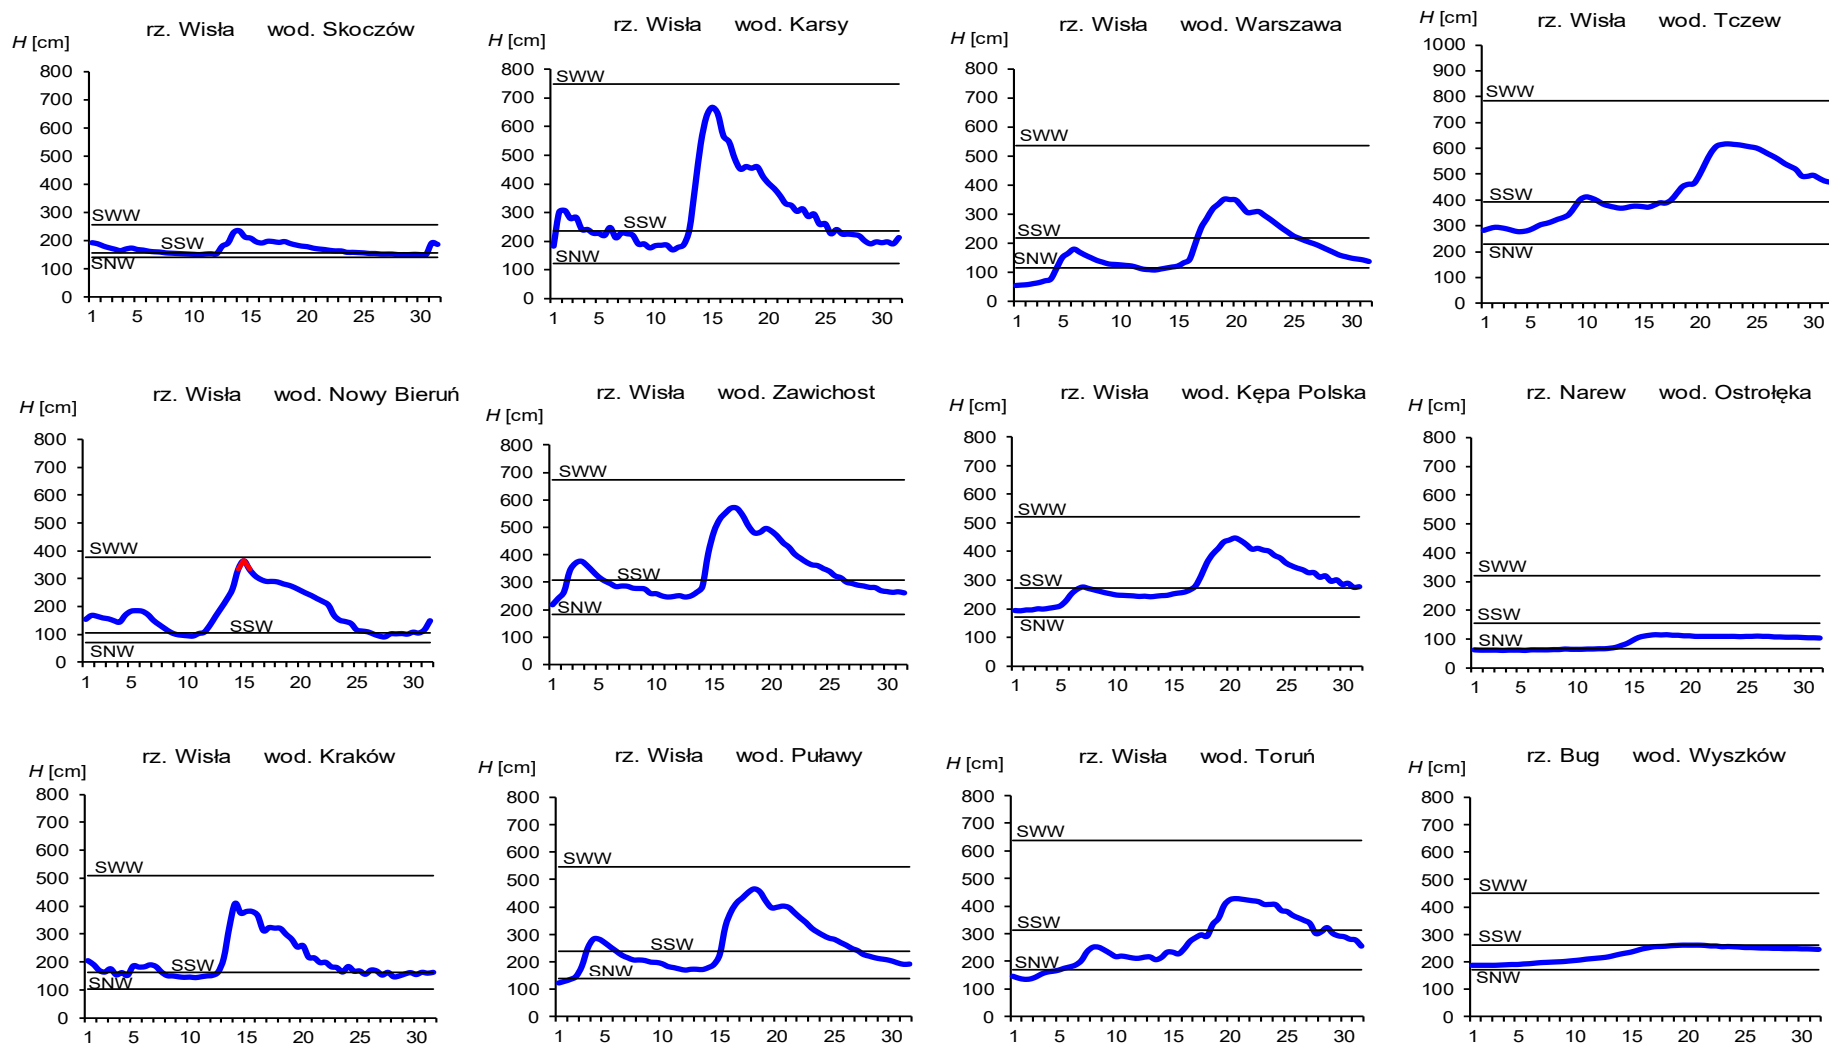 rz. Wisła wod. Skoczów
H [cm]
800
700
600
500
400
300
200
100
0
SWW
SSW
SNW
1 5 10 15 20 25 30
rz. Wisła wod. Karsy
H [cm]
800
700
600
500
400
300
200
100
0
SWW
SSW
SNW
1 5 10 15 20 25 30
rz. Wisła wod. Warszawa
H [cm]
800
700
600
500
400
300
200
100
0
SWW
SSW
SNW
1 5 10 15 20 25 30
rz. Wisła wod. Tczew
H [cm]
1000
900
800
700
600
500
400
300
200
100
0
SWW
SSW
SNW
1 5 10 15 20 25 30
rz. Wisła wod. Nowy Bieruń
H [cm]
800
700
600
500
400
300
200
100
0
SWW
SSW
SNW
1 5 10 15 20 25 30
rz. Wisła wod. Zawichost
H [cm]
800
700
600
500
400
300
200
100
0
SWW
SSW
SNW
1 5 10 15 20 25 30
rz. Wisła wod. Kępa Polska
H [cm]
800
700
600
500
400
300
200
100
0
SWW
SSW
SNW
1 5 10 15 20 25 30
rz. Narew wod. Ostrołęka
H [cm]
800
700
600
500
400
300
200
100
0
SWW
SSW
SNW
1 5 10 15 20 25 30
rz. Wisła wod. Kraków
H [cm]
800
700
600
500
400
300
200
100
0
SWW
SSW
SNW
1 5 10 15 20 25 30
rz. Wisła wod. Puławy
H [cm]
800
700
600
500
400
300
200
100
0
SWW
SSW
SNW
1 5 10 15 20 25 30
rz. Wisła wod. Toruń
H [cm]
800
700
600
500
400
300
200
100
0
SWW
SSW
SNW
1 5 10 15 20 25 30
rz. Bug wod. Wyszków
H [cm]
800
700
600
500
400
300
200
100
0
SWW
SSW
SNW
1 5 10 15 20 25 30